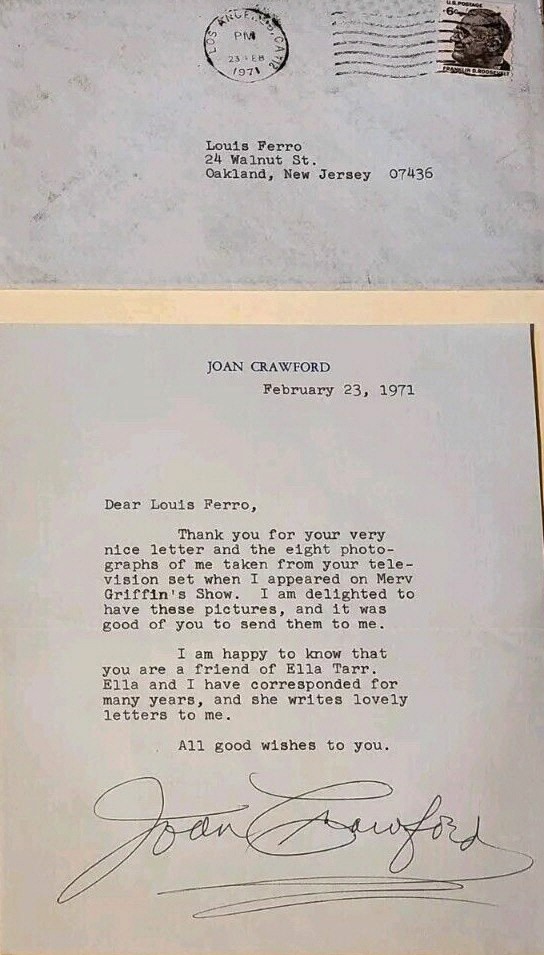 LOS ANGELES, CA
PM
23 FEB
1971
U.S. POSTAGE
6c
FRANKLIN D. ROOSEVELT
Louis Ferro
24 Walnut St.
Oakland, New Jersey 07436
JOAN CRAWFORD
February 23, 1971
Dear Louis Ferro,
Thank you for your very
nice letter and the eight photo-
graphs of me taken from your tele-
vision set when I appeared on Merv
Griffin's Show. I am delighted to
have these pictures, and it was
good of you to send them to me.
I am happy to know that
you are a friend of Ella Tarr.
Ella and I have corresponded for
many years, and she writes lovely
letters to me.
All good wishes to you.
Joan Crawford